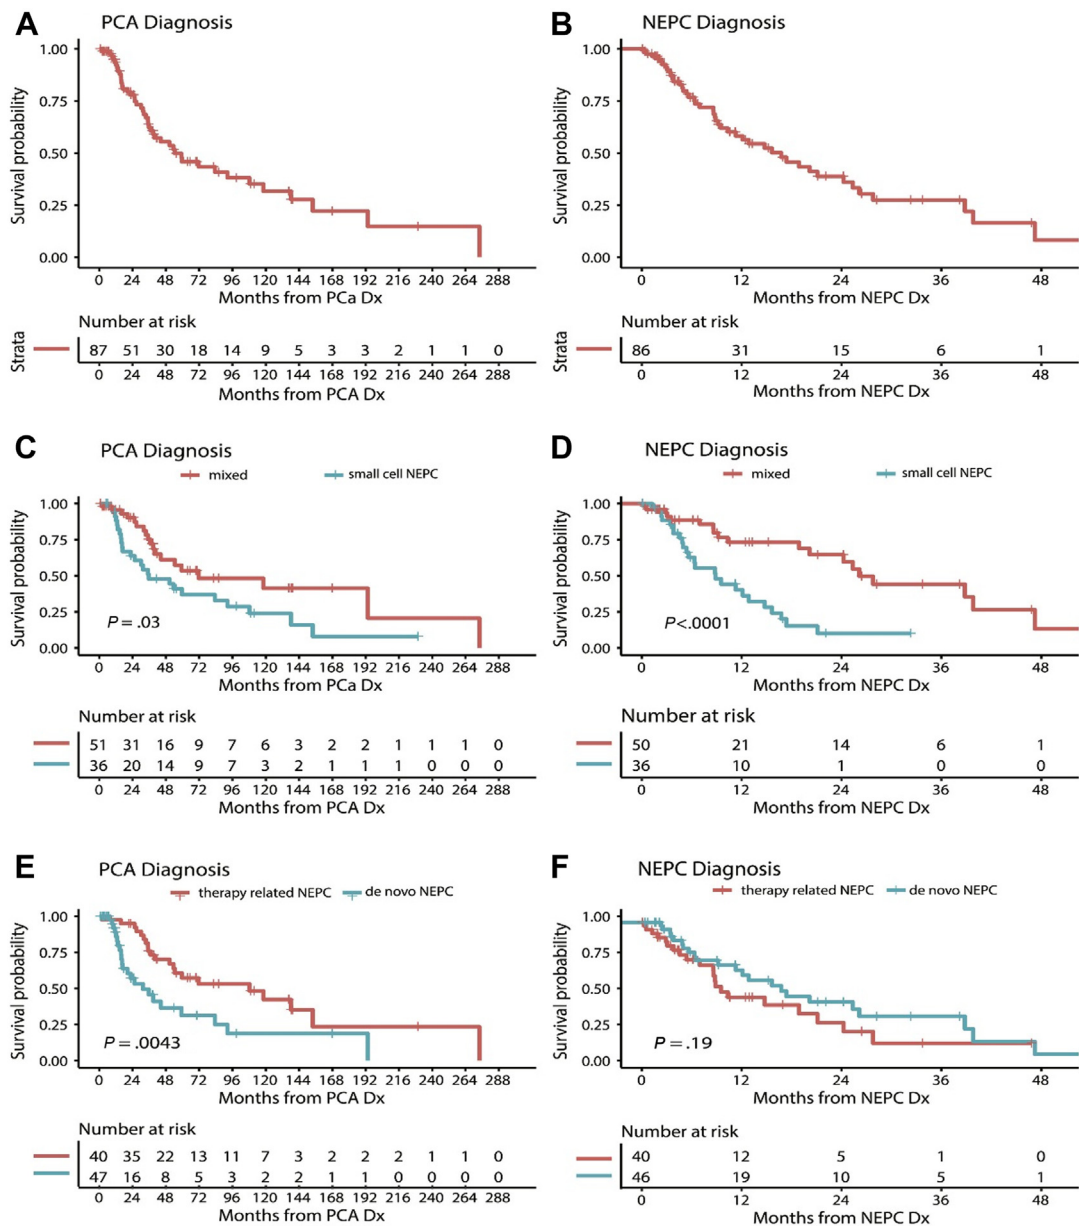 A PCA Diagnosis
Survival probability
1.00
0.75
0.50
0.25
0.00
0 24 48 72 96 120 144 168 192 216 240 264 288
Months from PCa Dx
Number at risk
Strata
87 51 30 18 14 9 5 3 3 2 1 1 0
0 24 48 72 96 120 144 168 192 216 240 264 288
Months from PCA Dx
B NEPC Diagnosis
Survival probability
1.00
0.75
0.50
0.25
0.00
0 12 24 36 48
Months from NEPC Dx
Number at risk
Strata
86 31 15 6 1
0 12 24 36 48
Months from NEPC Dx
C PCA Diagnosis
mixed small cell NEPC
Survival probability
1.00
0.75
0.50
0.25
0.00
P = .03
0 24 48 72 96 120 144 168 192 216 240 264 288
Months from PCa Dx
Number at risk
51 31 16 9 7 6 3 2 2 1 1 1 0
36 20 14 9 7 3 2 1 1 1 0 0 0
0 24 48 72 96 120 144 168 192 216 240 264 288
Months from PCA Dx
D NEPC Diagnosis
mixed small cell NEPC
Survival probability
1.00
0.75
0.50
0.25
0.00
P<.0001
0 12 24 36 48
Months from NEPC Dx
Number at risk
50 21 14 6 1
36 10 1 0 0
0 12 24 36 48
Months from NEPC Dx
E PCA Diagnosis
therapy related NEPC de novo NEPC
Survival probability
1.00
0.75
0.50
0.25
0.00
P = .0043
0 24 48 72 96 120 144 168 192 216 240 264 288
Months from PCA Dx
Number at risk
40 35 22 13 11 7 3 2 2 2 1 1 0
47 16 8 5 3 2 2 1 1 0 0 0 0
0 24 48 72 96 120 144 168 192 216 240 264 288
Months from PCA Dx
F NEPC Diagnosis
therapy related NEPC de novo NEPC
Survival probability
1.00
0.75
0.50
0.25
0.00
P = .19
0 12 24 36 48
Months from NEPC Dx
Number at risk
40 12 5 1 0
46 19 10 5 1
0 12 24 36 48
Months from NEPC Dx